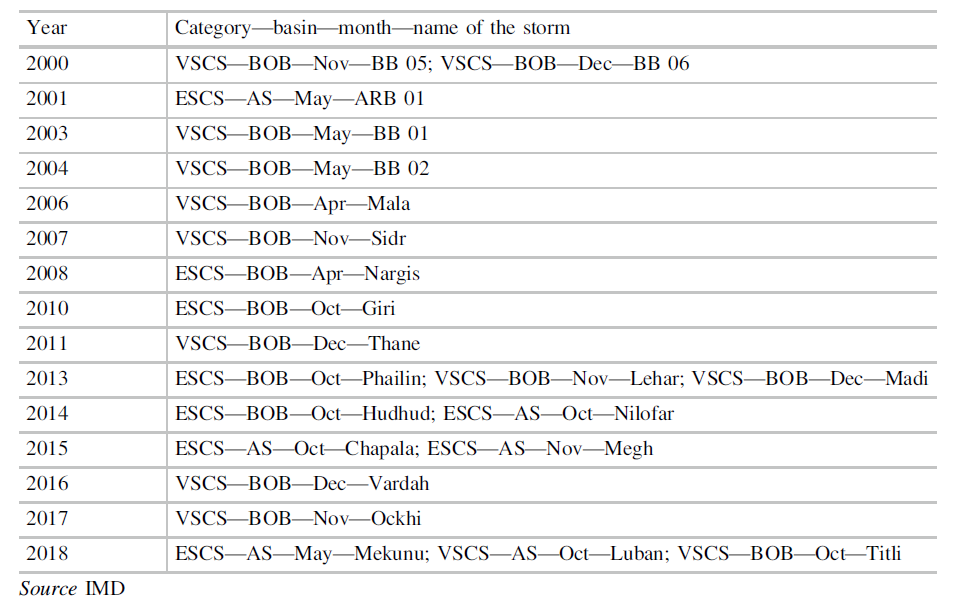 Year Category—basin—month—name of the storm
2000 VSCS—BOB—Nov—BB 05; VSCS—BOB—Dec—BB 06
2001 ESCS—AS—May—ARB 01
2003 VSCS—BOB—May—BB 01
2004 VSCS—BOB—May—BB 02
2006 VSCS—BOB—Apr—Mala
2007 VSCS—BOB—Nov—Sidr
2008 ESCS—BOB—Apr—Nargis
2010 ESCS—BOB—Oct—Giri
2011 VSCS—BOB—Dec—Thane
2013 ESCS—BOB—Oct—Phailin; VSCS—BOB—Nov—Lehar; VSCS—BOB—Dec—Madi
2014 ESCS—BOB—Oct—Hudhud; ESCS—AS—Oct—Nilofar
2015 ESCS—AS—Oct—Chapala; ESCS—AS—Nov—Megh
2016 VSCS—BOB—Dec—Vardah
2017 VSCS—BOB—Nov—Ockhi
2018 ESCS—AS—May—Mekunu; VSCS—AS—Oct—Luban; VSCS—BOB—Oct—Titli
Source IMD